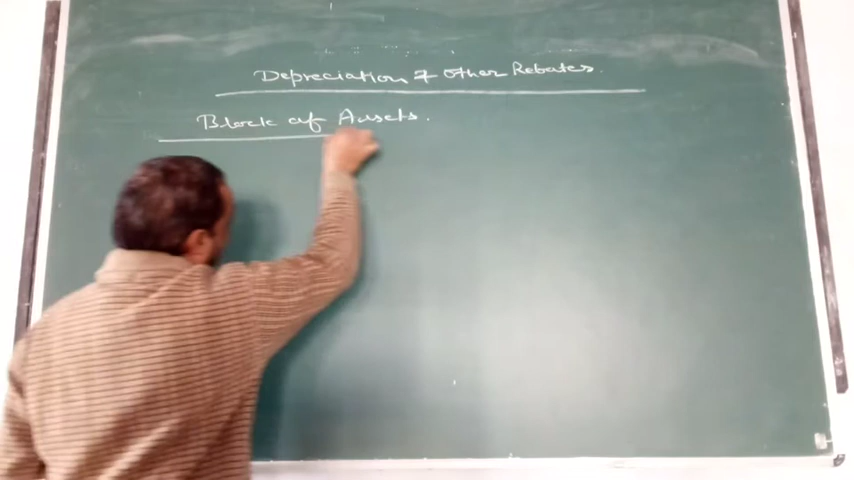 Depreciation & Other Rebates.
Block of Assets.